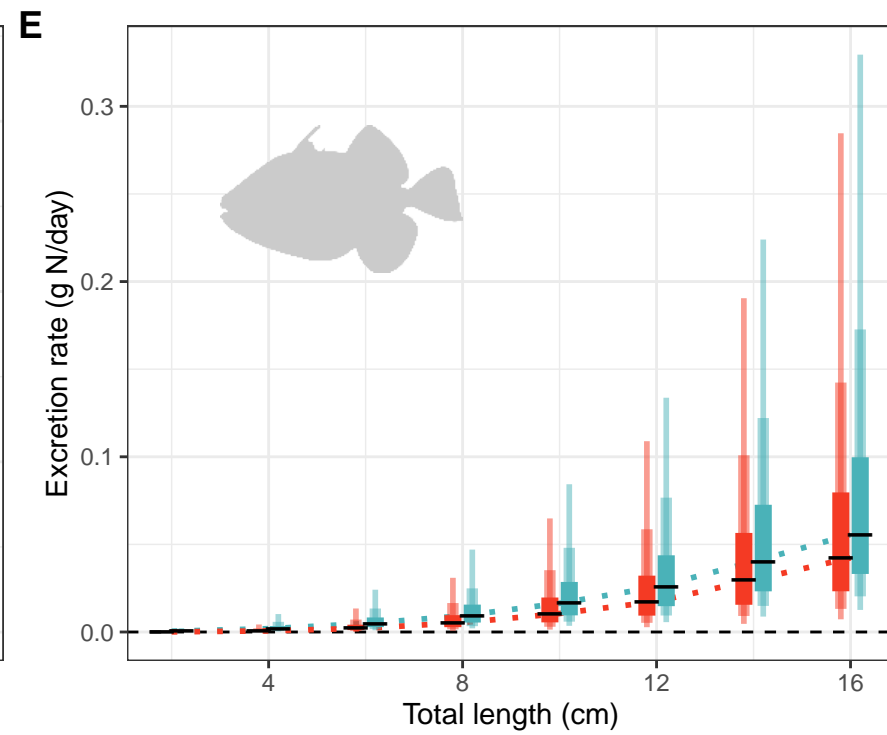 E
Excretion rate (g N/day)
0.3
0.2
0.1
0.0
4 8 12 16
Total length (cm)